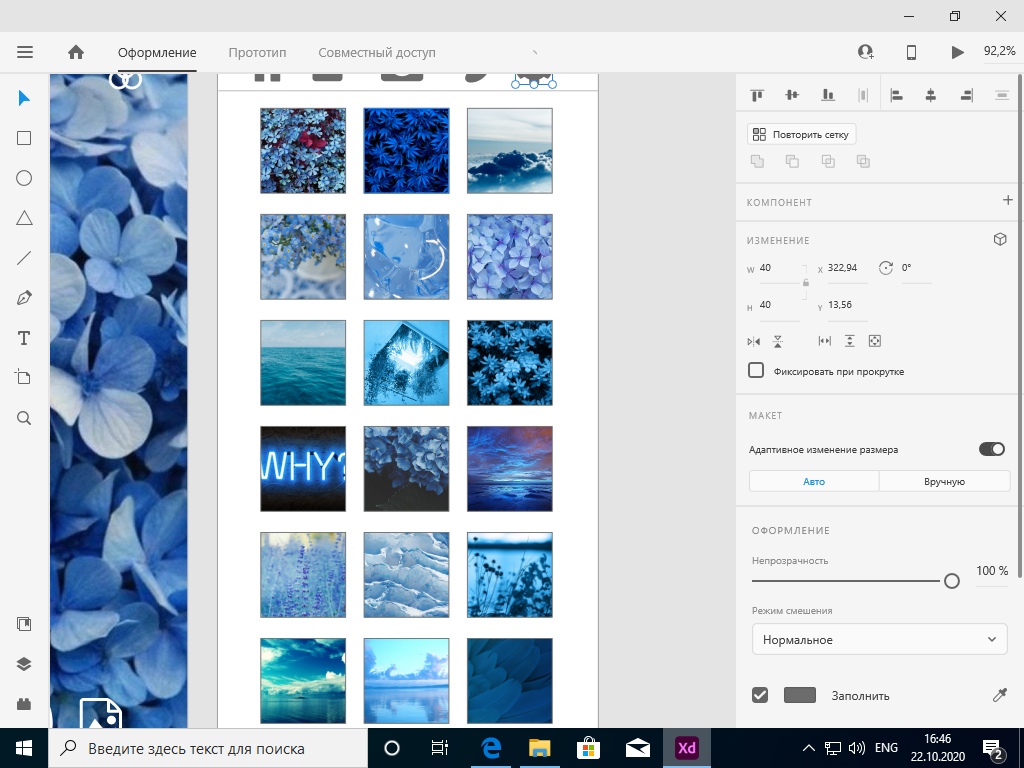 Оформление Прототип Совместный доступ 92,2%
Повторить сетку
КОМПОНЕНТ
ИЗМЕНЕНИЕ
W 40 X 322,94 0°
H 40 Y 13,56
Фиксировать при прокрутке
МАКЕТ
Адаптивное изменение размера
Авто Вручную
ОФОРМЛЕНИЕ
Непрозрачность
100 %
Режим смешения
Нормальное
Заполнить
WHY?
Введите здесь текст для поиска
Xd
ENG
16:46
22.10.2020
2